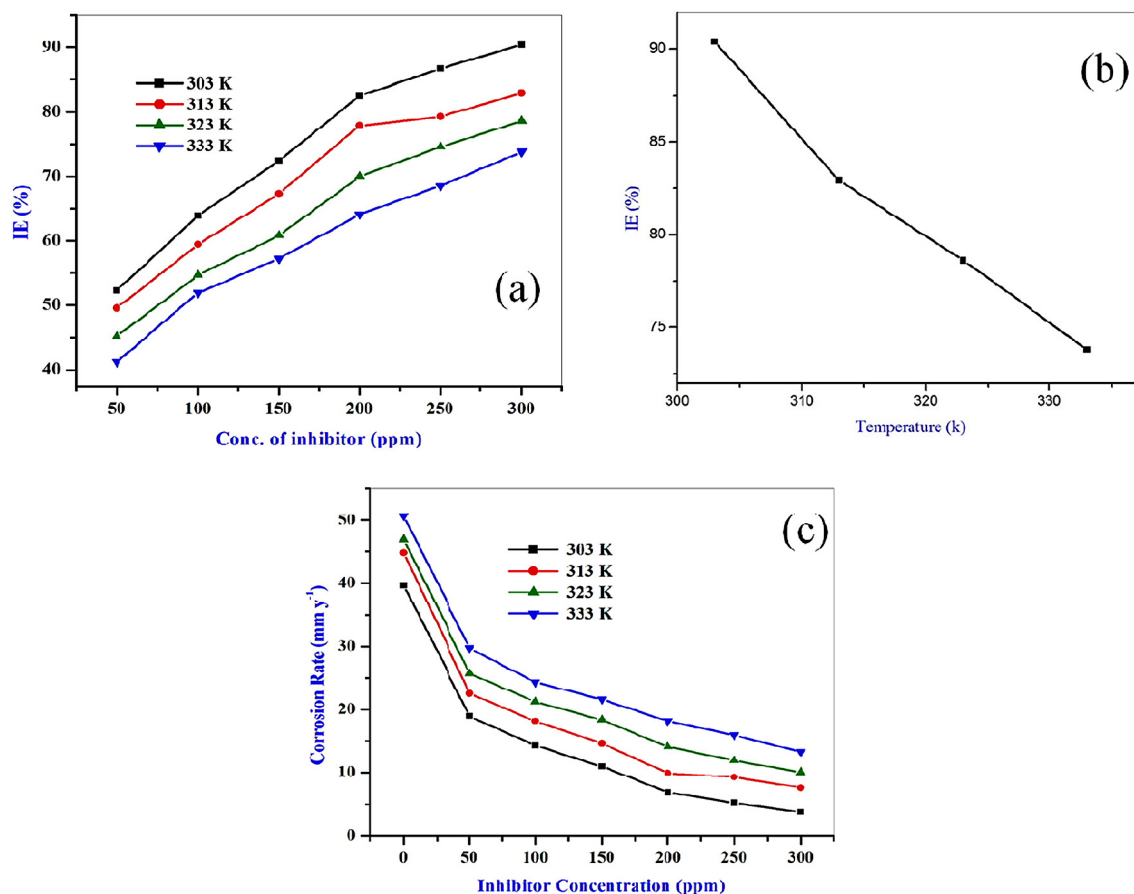 90
80
70
60
50
40
IE (%)
303 K
313 K
323 K
333 K
(a)
50 100 150 200 250 300
Conc. of inhibitor (ppm)
90
85
80
75
IE (%)
(b)
300 310 320 330
Temperature (k)
50
40
30
20
10
0
Corrosion Rate (mm y⁻¹)
303 K
313 K
323 K
333 K
(c)
0 50 100 150 200 250 300
Inhibitor Concentration (ppm)